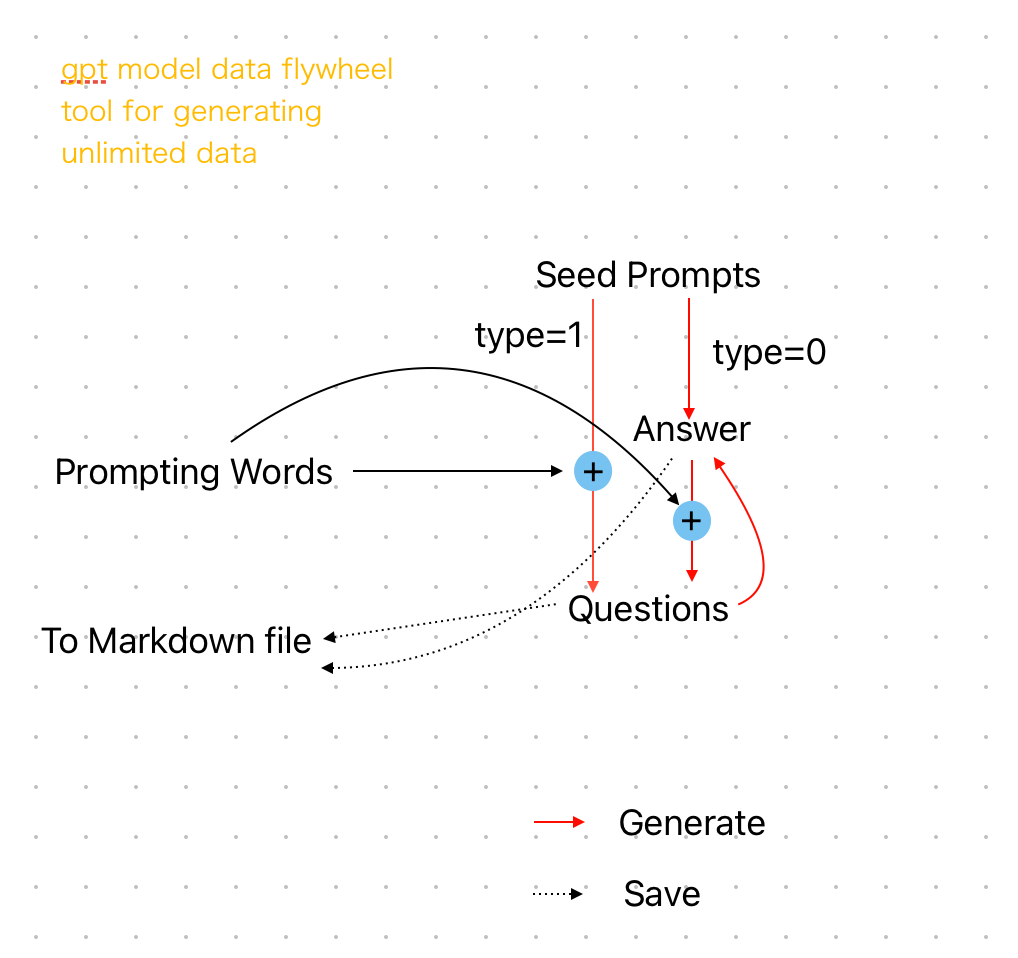 gpt model data flywheel
tool for generating
unlimited data
Seed Prompts
type=1
type=0
Answer
Prompting Words
+
+
Questions
To Markdown file
Generate
Save